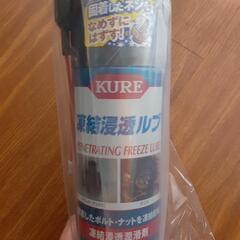 固着したネジを
なめずに
はずす!
KURE
凍結浸透ルブ
PENETRATING FREEZE LUBE
したボルト・ナットを凍結
凍結浸透潤滑剤